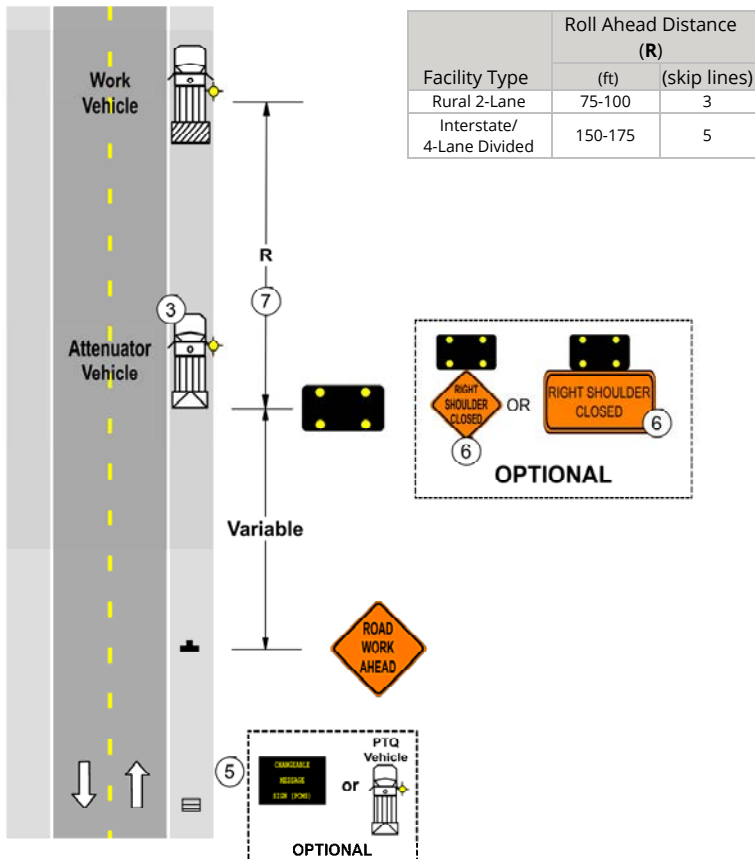 Roll Ahead Distance
(R)
Facility Type
(ft)
(skip lines)
Rural 2-Lane
75-100
3
Interstate/
4-Lane Divided
150-175
5
Work
Vehicle
R
7
3
Attenuator
Vehicle
RIGHT
SHOULDER
CLOSED
6
OR
RIGHT SHOULDER
CLOSED
6
OPTIONAL
Variable
ROAD
WORK
AHEAD
5
CHANGEABLE
MESSAGE
SIGN (PCMS)
or
PTQ
Vehicle
OPTIONAL